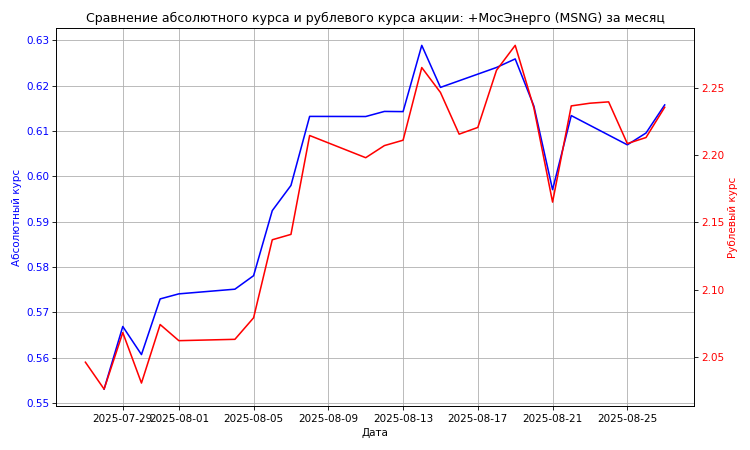 Сравнение абсолютного курса и рублевого курса акции: +МосЭнерго (MSNG) за месяц
0.63
0.62
0.61
0.60
0.59
0.58
0.57
0.56
0.55
Абсолютный курс
2.25
2.20
2.15
2.10
2.05
Рублевый курс
2025-07-29 2025-08-01 2025-08-05 2025-08-09 2025-08-13 2025-08-17 2025-08-21 2025-08-25
Дата